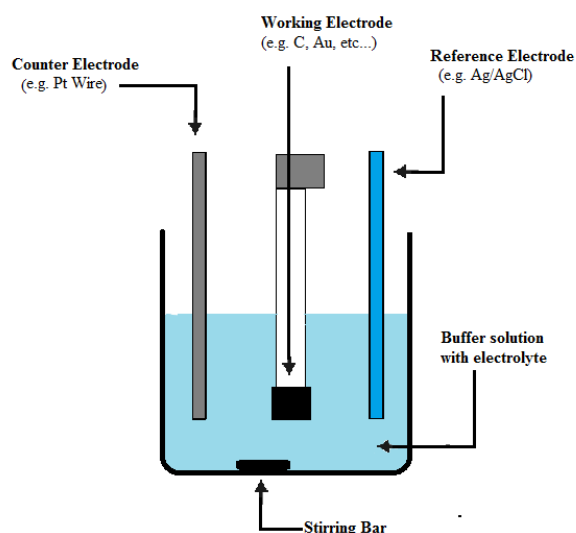 Working Electrode
(e.g. C, Au, etc...)
Counter Electrode
(e.g. Pt Wire)
Reference Electrode
(e.g. Ag/AgCl)
Buffer solution
with electrolyte
Stirring Bar